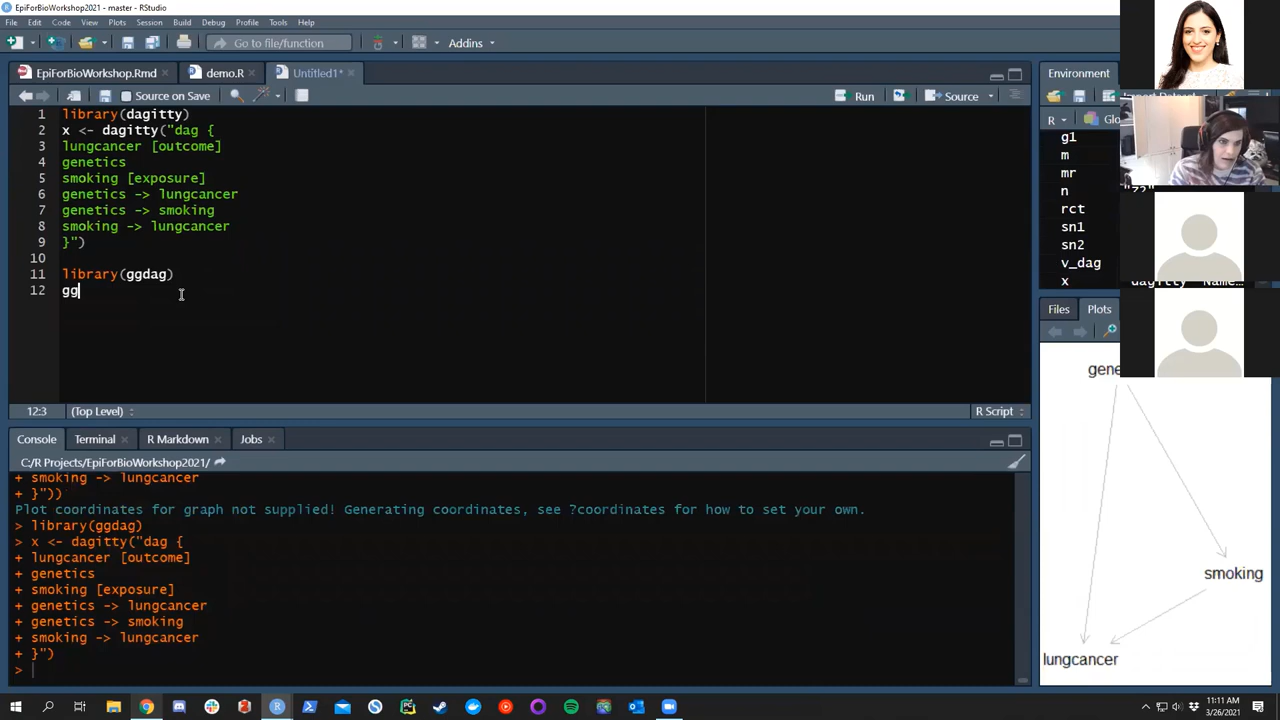 EpiForBioWorkshop2021 - master - RStudio
File Edit Code View Plots Session Build Debug Profile Tools Help
Go to file/function Addins
EpiForBioWorkshop.Rmd demo.R Untitled1*
Source on Save Run Source
1 library(dagitty)
2 x <- dagitty("dag {
3 lungcancer [outcome]
4 genetics
5 smoking [exposure]
6 genetics -> lungcancer
7 genetics -> smoking
8 smoking -> lungcancer
9 }")
10
11 library(ggdag)
12 gg
12:3 (Top Level) R Script
Console Terminal R Markdown Jobs
C:/R Projects/EpiForBioWorkshop2021/
+ smoking -> lungcancer
+ }"))
Plot coordinates for graph not supplied! Generating coordinates, see ?coordinates for how to set your own.
> library(ggdag)
> x <- dagitty("dag {
+ lungcancer [outcome]
+ genetics
+ smoking [exposure]
+ genetics -> lungcancer
+ genetics -> smoking
+ smoking -> lungcancer
+ }")
>
Environment
R
g1
m
mr
n
rct
sn1
sn2
v_dag
x
Files Plots
gene
smoking
lungcancer
11:11 AM
3/26/2021